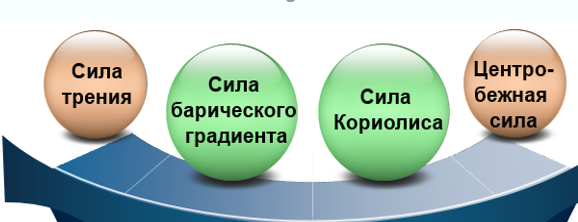 Сила
трения
Сила
барического
градиента
Сила
Кориолиса
Центро-
бежная
сила